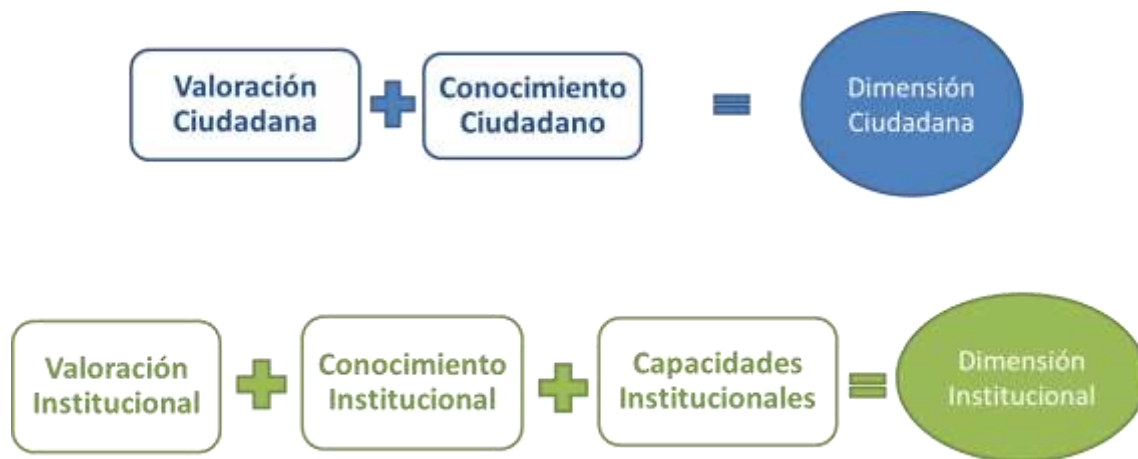 Valoración
Ciudadana
Conocimiento
Ciudadano
Dimensión
Ciudadana
Valoración
Institucional
Conocimiento
Institucional
Capacidades
Institucionales
Dimensión
Institucional